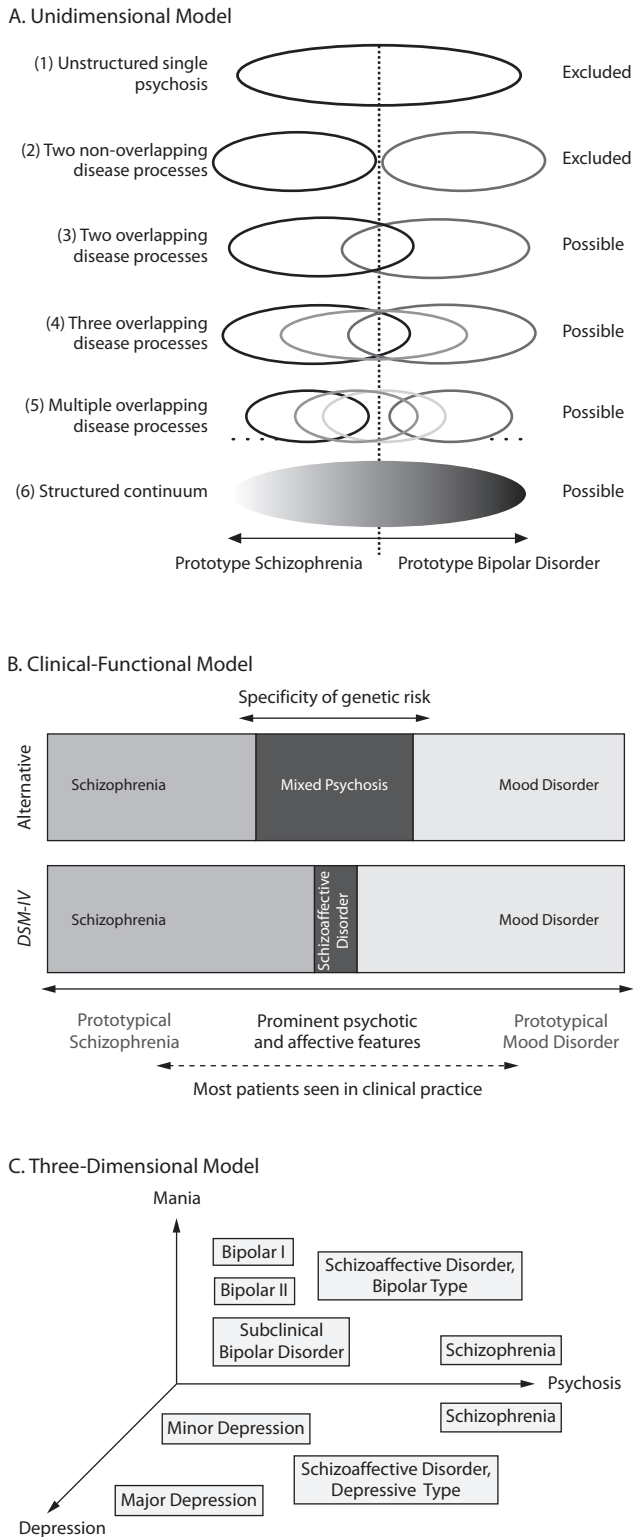 A. Unidimensional Model
(1) Unstructured single
psychosis
Excluded
(2) Two non-overlapping
disease processes
Excluded
(3) Two overlapping
disease processes
Possible
(4) Three overlapping
disease processes
Possible
(5) Multiple overlapping
disease processes
Possible
(6) Structured continuum
Possible
Prototype Schizophrenia
Prototype Bipolar Disorder
B. Clinical-Functional Model
Specificity of genetic risk
Alternative
Schizophrenia
Mixed Psychosis
Mood Disorder
DSM-IV
Schizophrenia
Schizoaffective
Disorder
Mood Disorder
Prototypical
Schizophrenia
Prominent psychotic
and affective features
Prototypical
Mood Disorder
Most patients seen in clinical practice
C. Three-Dimensional Model
Mania
Bipolar I
Bipolar II
Schizoaffective Disorder,
Bipolar Type
Subclinical
Bipolar Disorder
Schizophrenia
Psychosis
Schizophrenia
Minor Depression
Schizoaffective Disorder,
Depressive Type
Major Depression
Depression